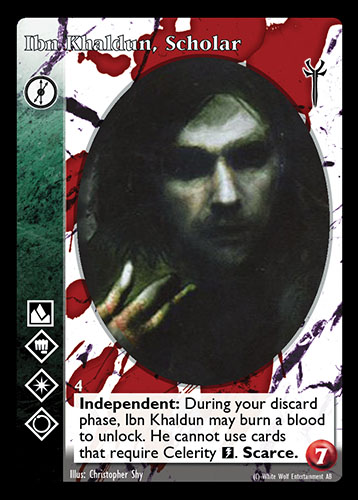 Ibn Khaldun, Scholar
4
Independent: During your discard
phase, Ibn Khaldun may burn a blood
to unlock. He cannot use cards
that require Celerity . Scarce.
7
Illus: Christopher Shy
(C)-White Wolf Entertainment AB